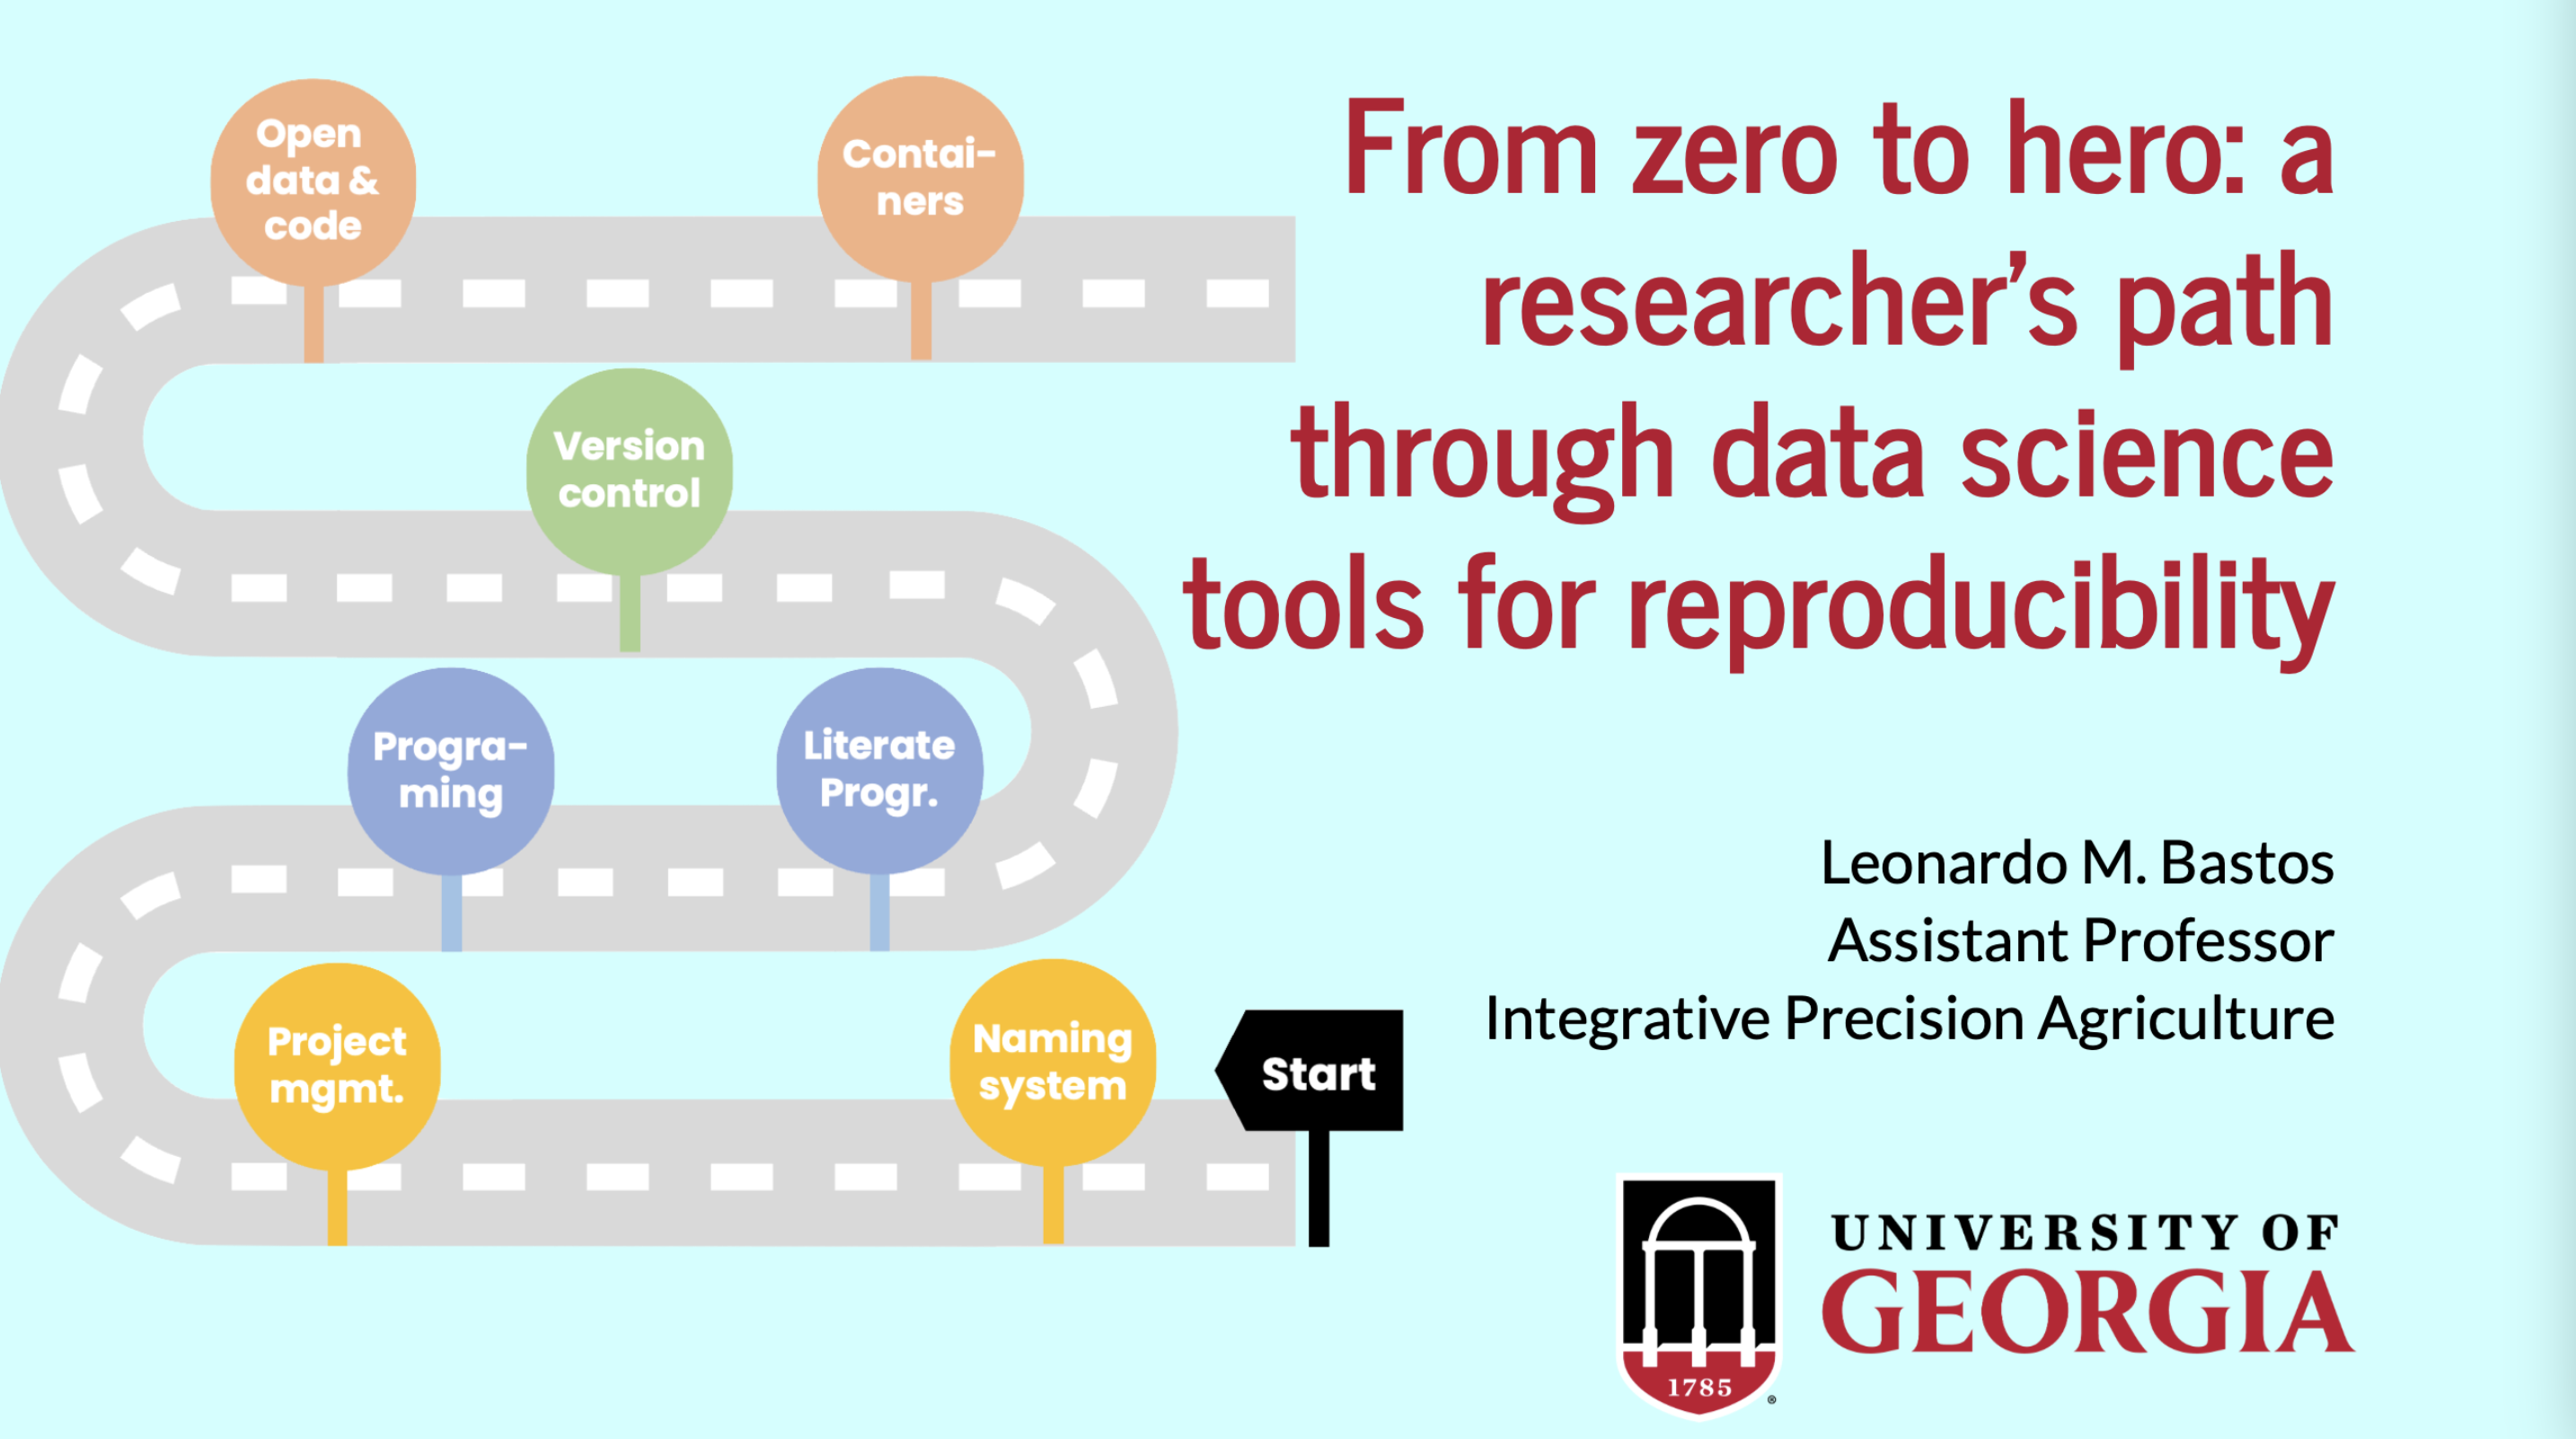 From zero to hero: a
researcher's path
through data science
tools for reproducibility
Leonardo M. Bastos
Assistant Professor
Integrative Precision Agriculture
Open
data &
code
Contai-
ners
Version
control
Progra-
ming
Literate
Progr.
Project
mgmt.
Naming
system
Start
UNIVERSITY OF
GEORGIA
1785
®